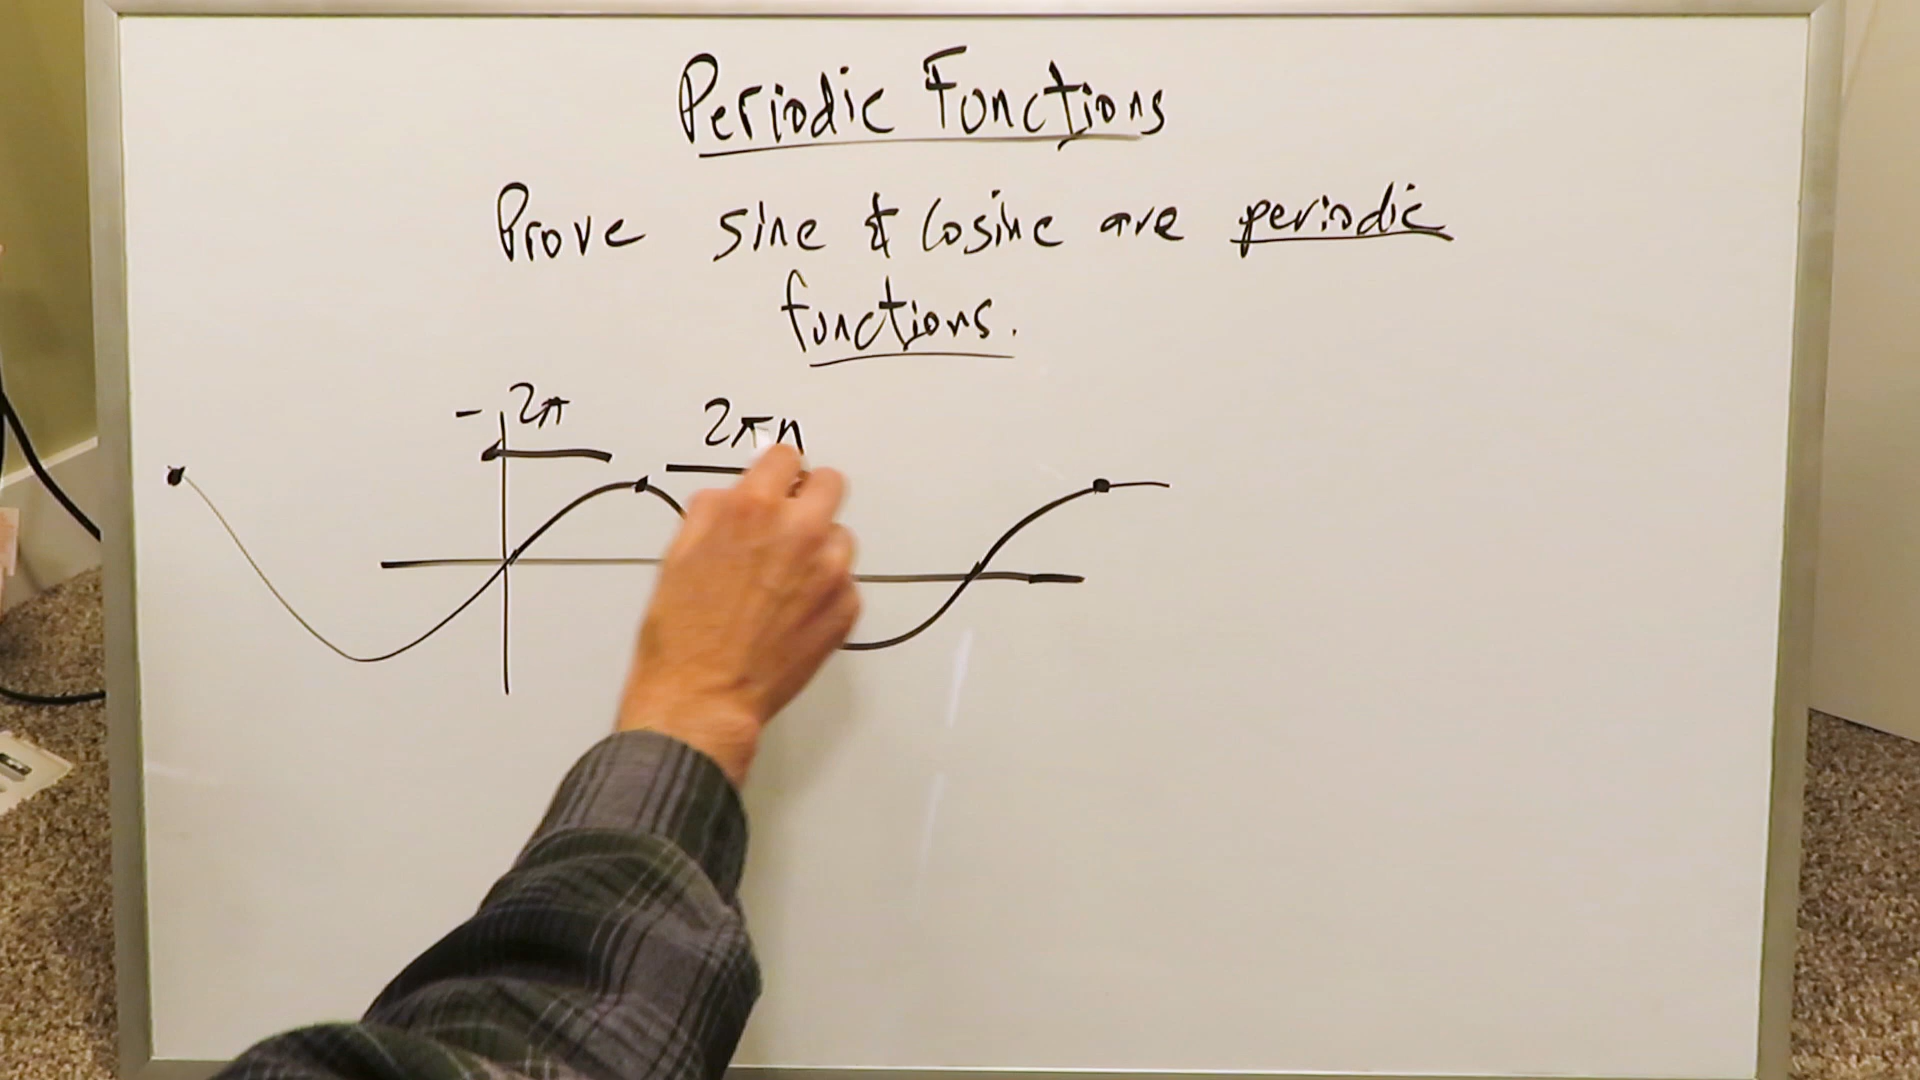 Periodic Functions
Prove sine & cosine are periodic
functions.
- 2π 2πn